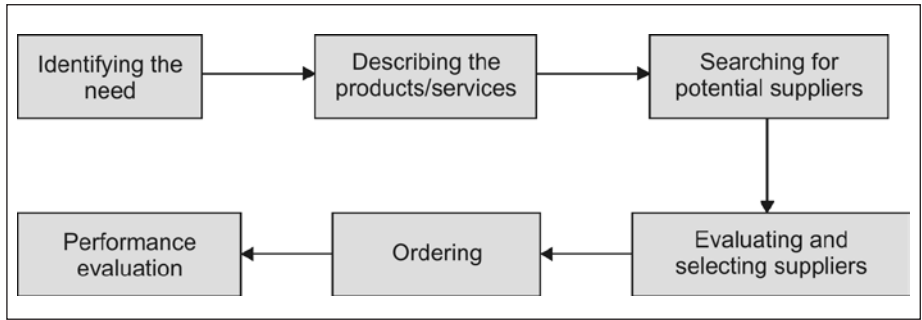 Identifying the
need
Describing the
products/services
Searching for
potential suppliers
Evaluating and
selecting suppliers
Ordering
Performance
evaluation